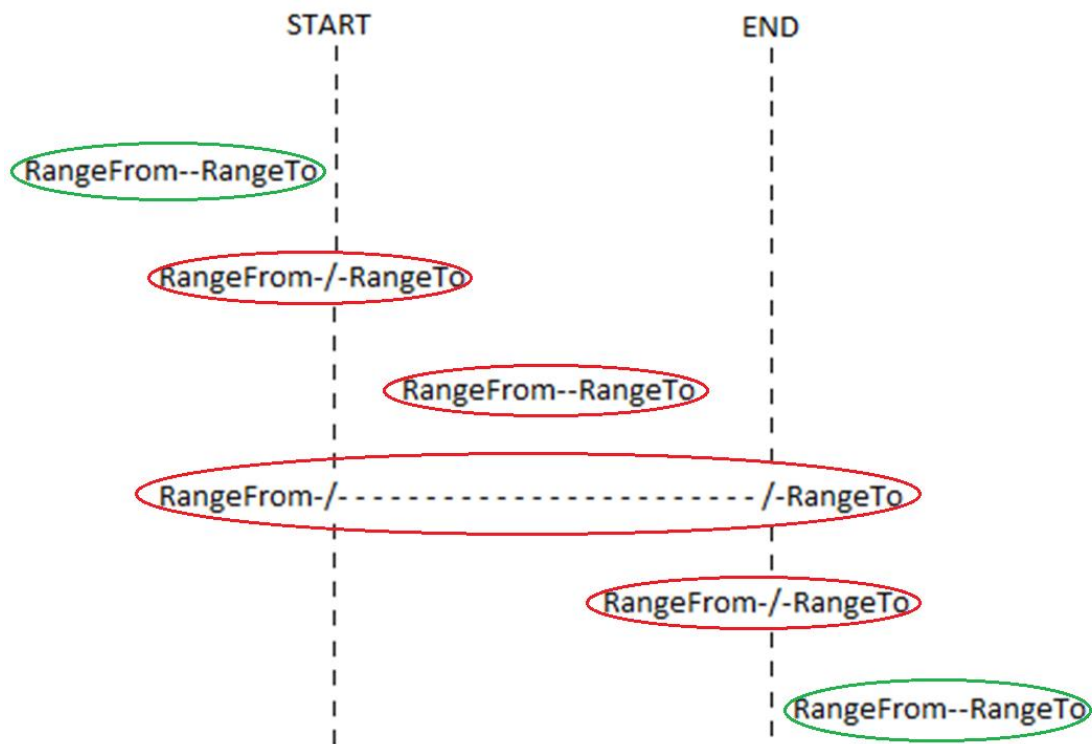 START END
RangeFrom--RangeTo
RangeFrom-/-RangeTo
RangeFrom--RangeTo
RangeFrom-/- - - - - - - - - - - - - - - - - - - - - - - - - /-RangeTo
RangeFrom-/-RangeTo
RangeFrom--RangeTo